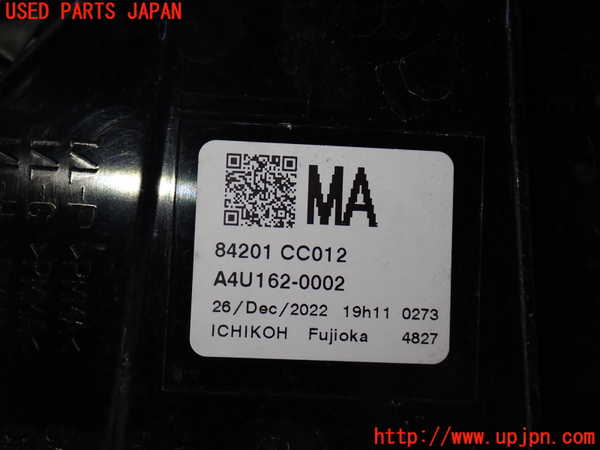 USED PARTS JAPAN
MA
84201 CC012
A4U162-0002
26/Dec/2022 19h11 0273
ICHIKOH Fujioka 4827
http://www.upjpn.com/